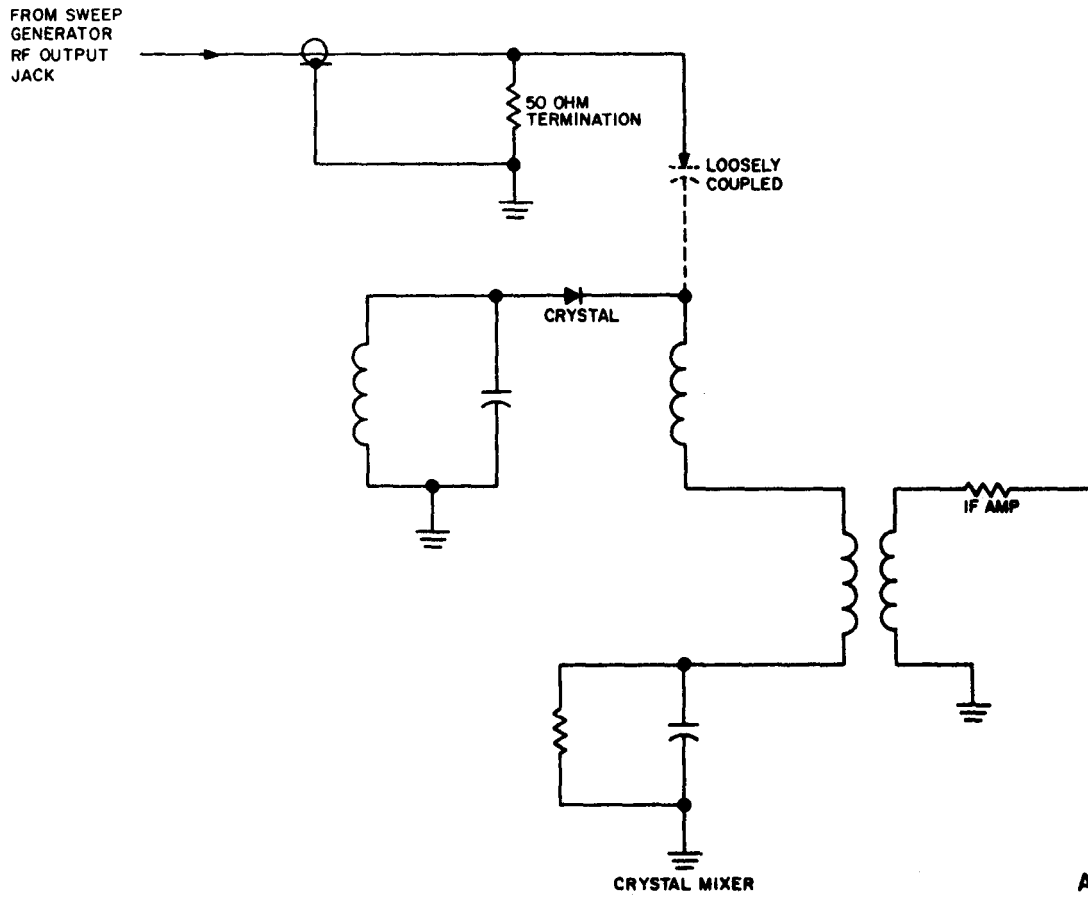 FROM SWEEP
GENERATOR
RF OUTPUT
JACK
50 OHM
TERMINATION
LOOSELY
COUPLED
CRYSTAL
IF AMP
CRYSTAL MIXER
A